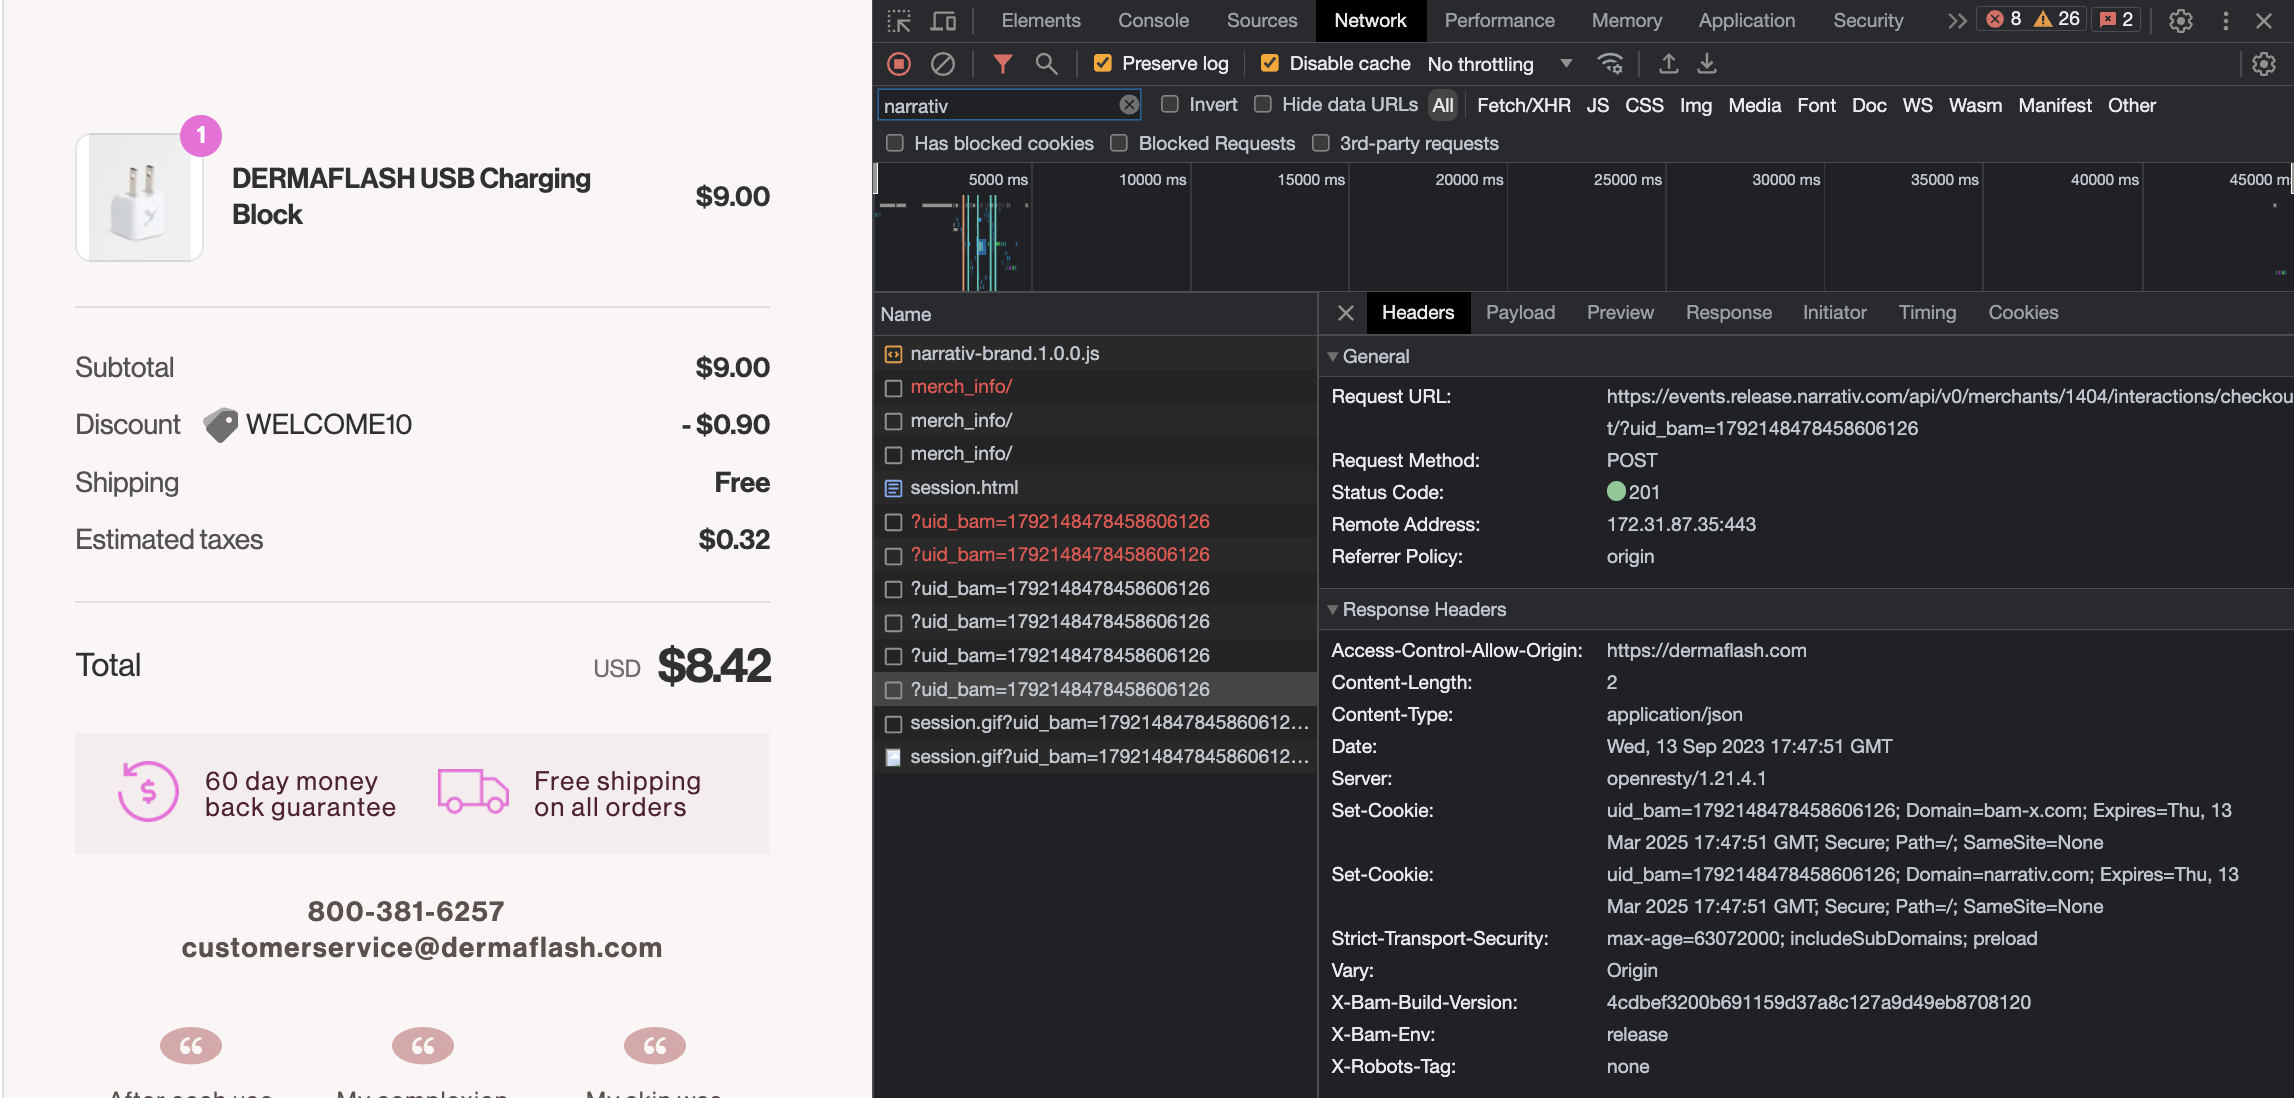 1
DERMAFLASH USB Charging
Block
$9.00
Subtotal
$9.00
Discount
WELCOME10
- $0.90
Shipping
Free
Estimated taxes
$0.32
Total
USD $8.42
60 day money
back guarantee
Free shipping
on all orders
800-381-6257
customerservice@dermaflash.com
After each use
My complexion
My skin was
Elements Console Sources Network Performance Memory Application Security 8 26 2
Preserve log Disable cache No throttling
narrativ Invert Hide data URLs All Fetch/XHR JS CSS Img Media Font Doc WS Wasm Manifest Other
Has blocked cookies Blocked Requests 3rd-party requests
5000 ms 10000 ms 15000 ms 20000 ms 25000 ms 30000 ms 35000 ms 40000 ms 45000 m
Name
narrativ-brand.1.0.0.js
merch_info/
merch_info/
merch_info/
session.html
?uid_bam=1792148478458606126
?uid_bam=1792148478458606126
?uid_bam=1792148478458606126
?uid_bam=1792148478458606126
?uid_bam=1792148478458606126
?uid_bam=1792148478458606126
session.gif?uid_bam=179214847845860612...
session.gif?uid_bam=179214847845860612...
Headers Payload Preview Response Initiator Timing Cookies
General
Request URL: https://events.release.narrativ.com/api/v0/merchants/1404/interactions/checkou
t/?uid_bam=1792148478458606126
Request Method: POST
Status Code: 201
Remote Address: 172.31.87.35:443
Referrer Policy: origin
Response Headers
Access-Control-Allow-Origin: https://dermaflash.com
Content-Length: 2
Content-Type: application/json
Date: Wed, 13 Sep 2023 17:47:51 GMT
Server: openresty/1.21.4.1
Set-Cookie: uid_bam=1792148478458606126; Domain=bam-x.com; Expires=Thu, 13
Mar 2025 17:47:51 GMT; Secure; Path=/; SameSite=None
Set-Cookie: uid_bam=1792148478458606126; Domain=narrativ.com; Expires=Thu, 13
Mar 2025 17:47:51 GMT; Secure; Path=/; SameSite=None
Strict-Transport-Security: max-age=63072000; includeSubDomains; preload
Vary: Origin
X-Bam-Build-Version: 4cdbef3200b691159d37a8c127a9d49eb8708120
X-Bam-Env: release
X-Robots-Tag: none